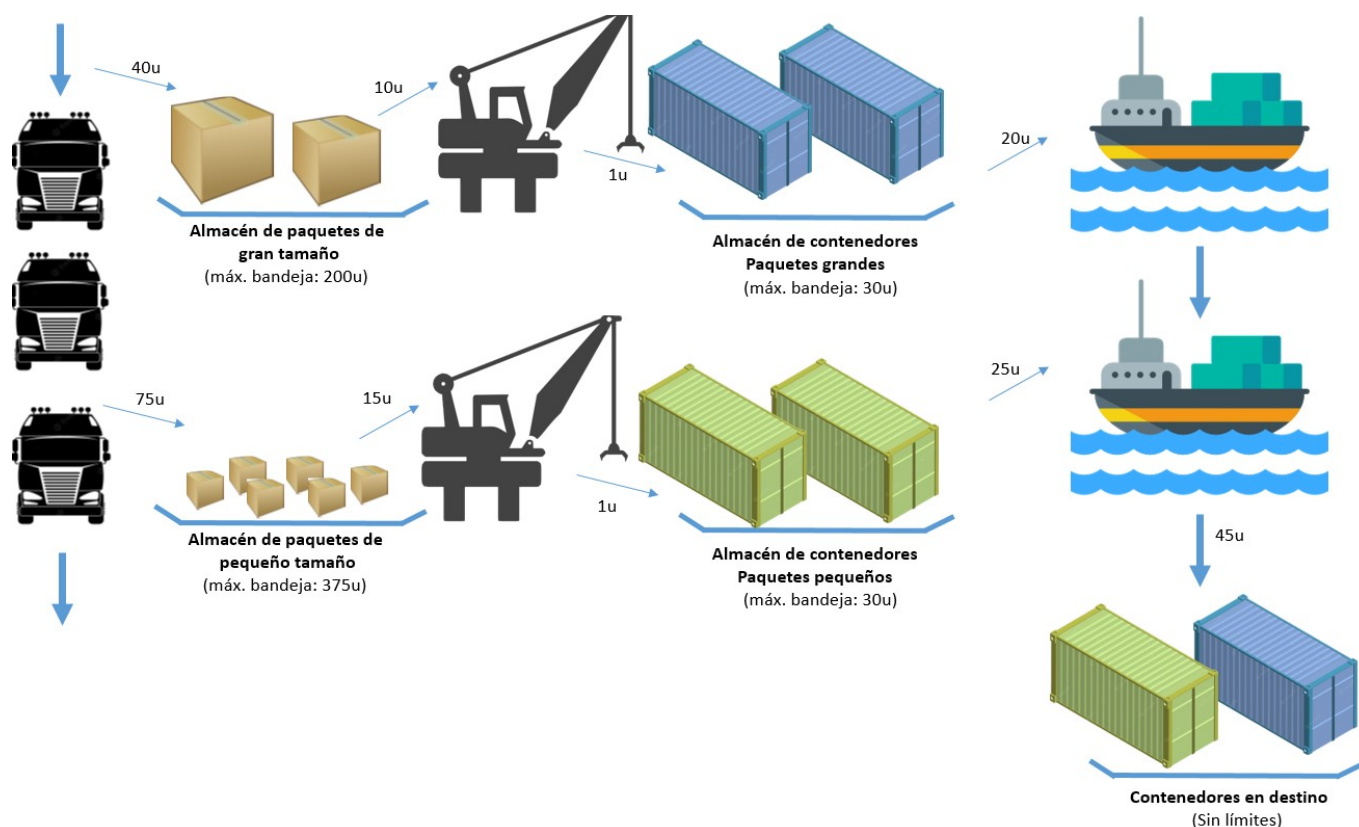 40u
10u
1u
20u
Almacén de paquetes de
gran tamaño
(máx. bandeja: 200u)
Almacén de contenedores
Paquetes grandes
(máx. bandeja: 30u)
75u
15u
1u
25u
Almacén de paquetes de
pequeño tamaño
(máx. bandeja: 375u)
Almacén de contenedores
Paquetes pequeños
(máx. bandeja: 30u)
45u
Contenedores en destino
(Sin límites)